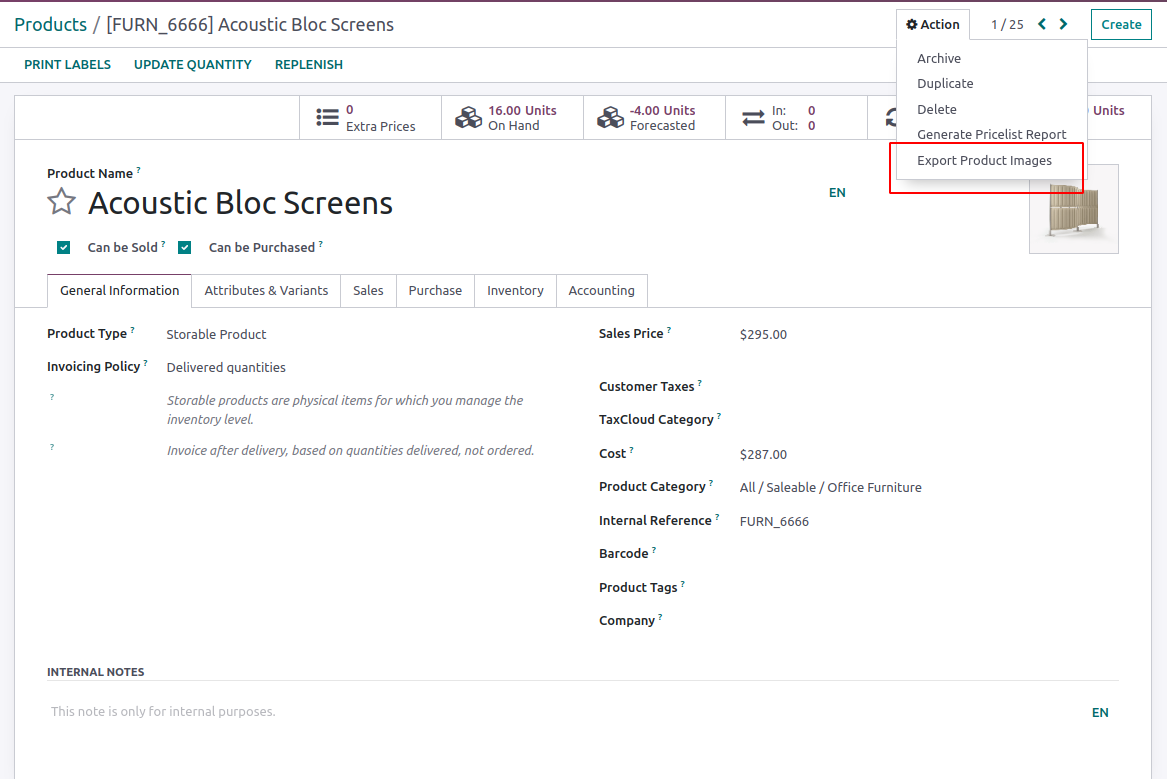 Products / [FURN_6666] Acoustic Bloc Screens
Action
1 / 25
Create
PRINT LABELS UPDATE QUANTITY REPLENISH
Archive
Duplicate
Delete
Generate Pricelist Report
Export Product Images
0
Extra Prices
16.00 Units
On Hand
-4.00 Units
Forecasted
In: 0
Out: 0
Units
Product Name ?
Acoustic Bloc Screens
EN
Can be Sold ? Can be Purchased ?
General Information Attributes & Variants Sales Purchase Inventory Accounting
Product Type ? Storable Product
Invoicing Policy ? Delivered quantities
? Storable products are physical items for which you manage the
inventory level.
? Invoice after delivery, based on quantities delivered, not ordered.
Sales Price ? $295.00
Customer Taxes ?
TaxCloud Category ?
Cost ? $287.00
Product Category ? All / Saleable / Office Furniture
Internal Reference ? FURN_6666
Barcode ?
Product Tags ?
Company ?
INTERNAL NOTES
This note is only for internal purposes.
EN